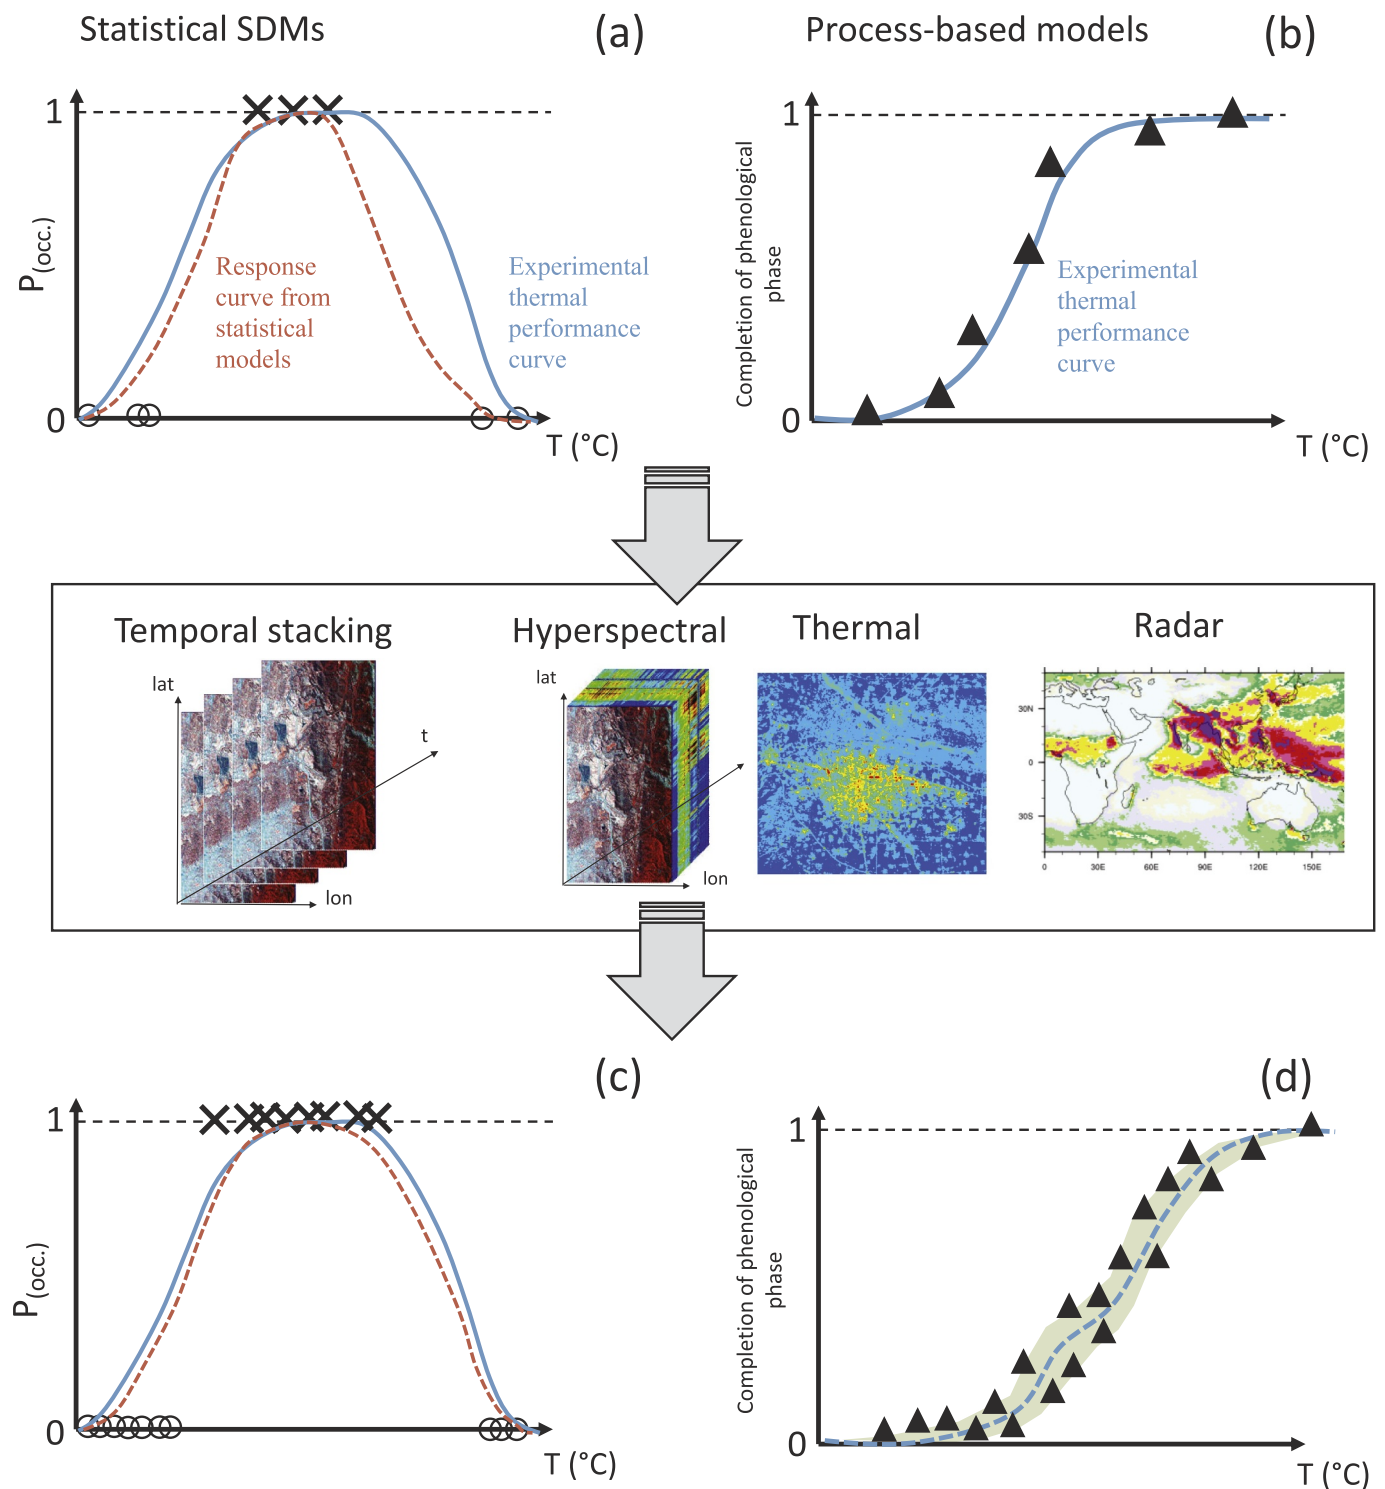 Statistical SDMs
(a)
Process-based models
(b)
1
P(occ.)
Response
curve from
statistical
models
Experimental
thermal
performance
curve
0
T (°C)
1
Completion of phenological
phase
Experimental
thermal
performance
curve
0
T (°C)
Temporal stacking
Hyperspectral
Thermal
Radar
lat
t
lon
lat
lon
30N
0
30S
0
30E
60E
90E
120E
150E
(c)
(d)
1
P(occ.)
0
T (°C)
1
Completion of phenological
phase
0
T (°C)